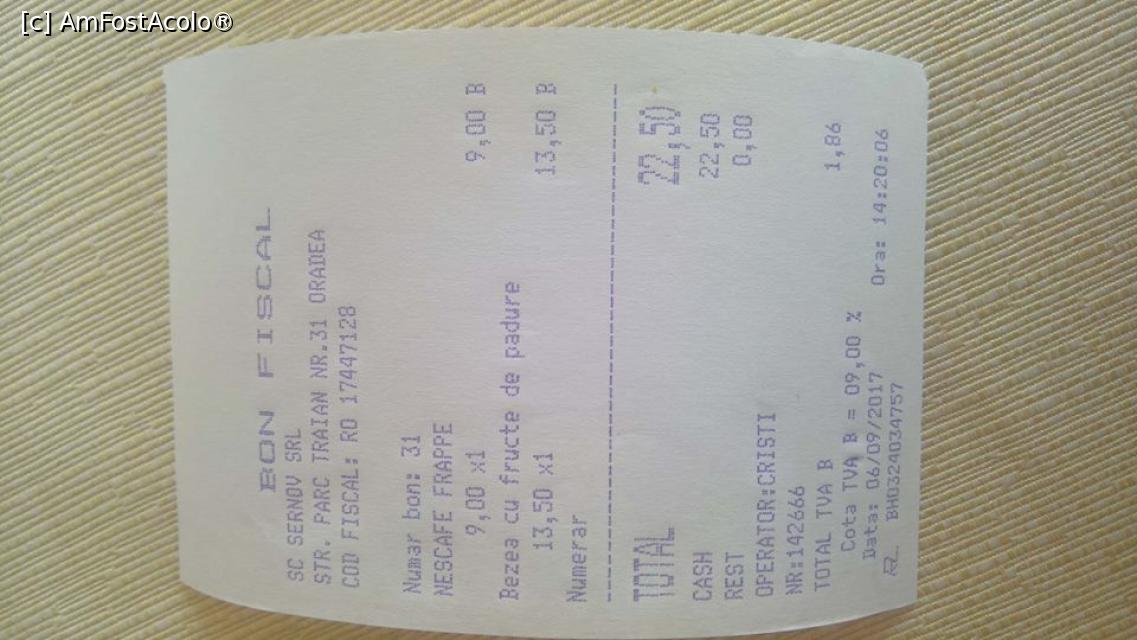 [c] AmFostAcolo®
BON FISCAL
SC SERNOV SRL
STR. PARC TRAIAN NR.31 ORADEA
COD FISCAL: RO 17447128
Numar bon: 31
NESCAFE FRAPPE
9,00 x1 9,00 B
Bezea cu fructe de padure
13,50 x1 13,50 B
Numerar
TOTAL 22,50
CASH 22,50
REST 0,00
OPERATOR:CRISTI
NR:142666
TOTAL TVA B 1,86
Cota TVA B = 09,00 %
Data: 06/09/2017 Ora: 14:20:06
BH0324034757